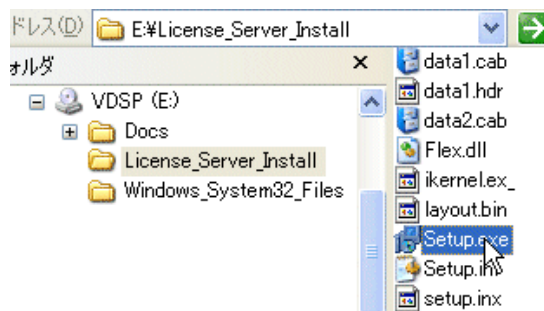 ドレス(D) E:¥License_Server_Install
ォルダ ×
VDSP (E:)
Docs
License_Server_Install
Windows_System32_Files
data1.cab
data1.hdr
data2.cab
Flex.dll
ikernel.ex_
layout.bin
Setup.exe
Setup.ini
setup.inx